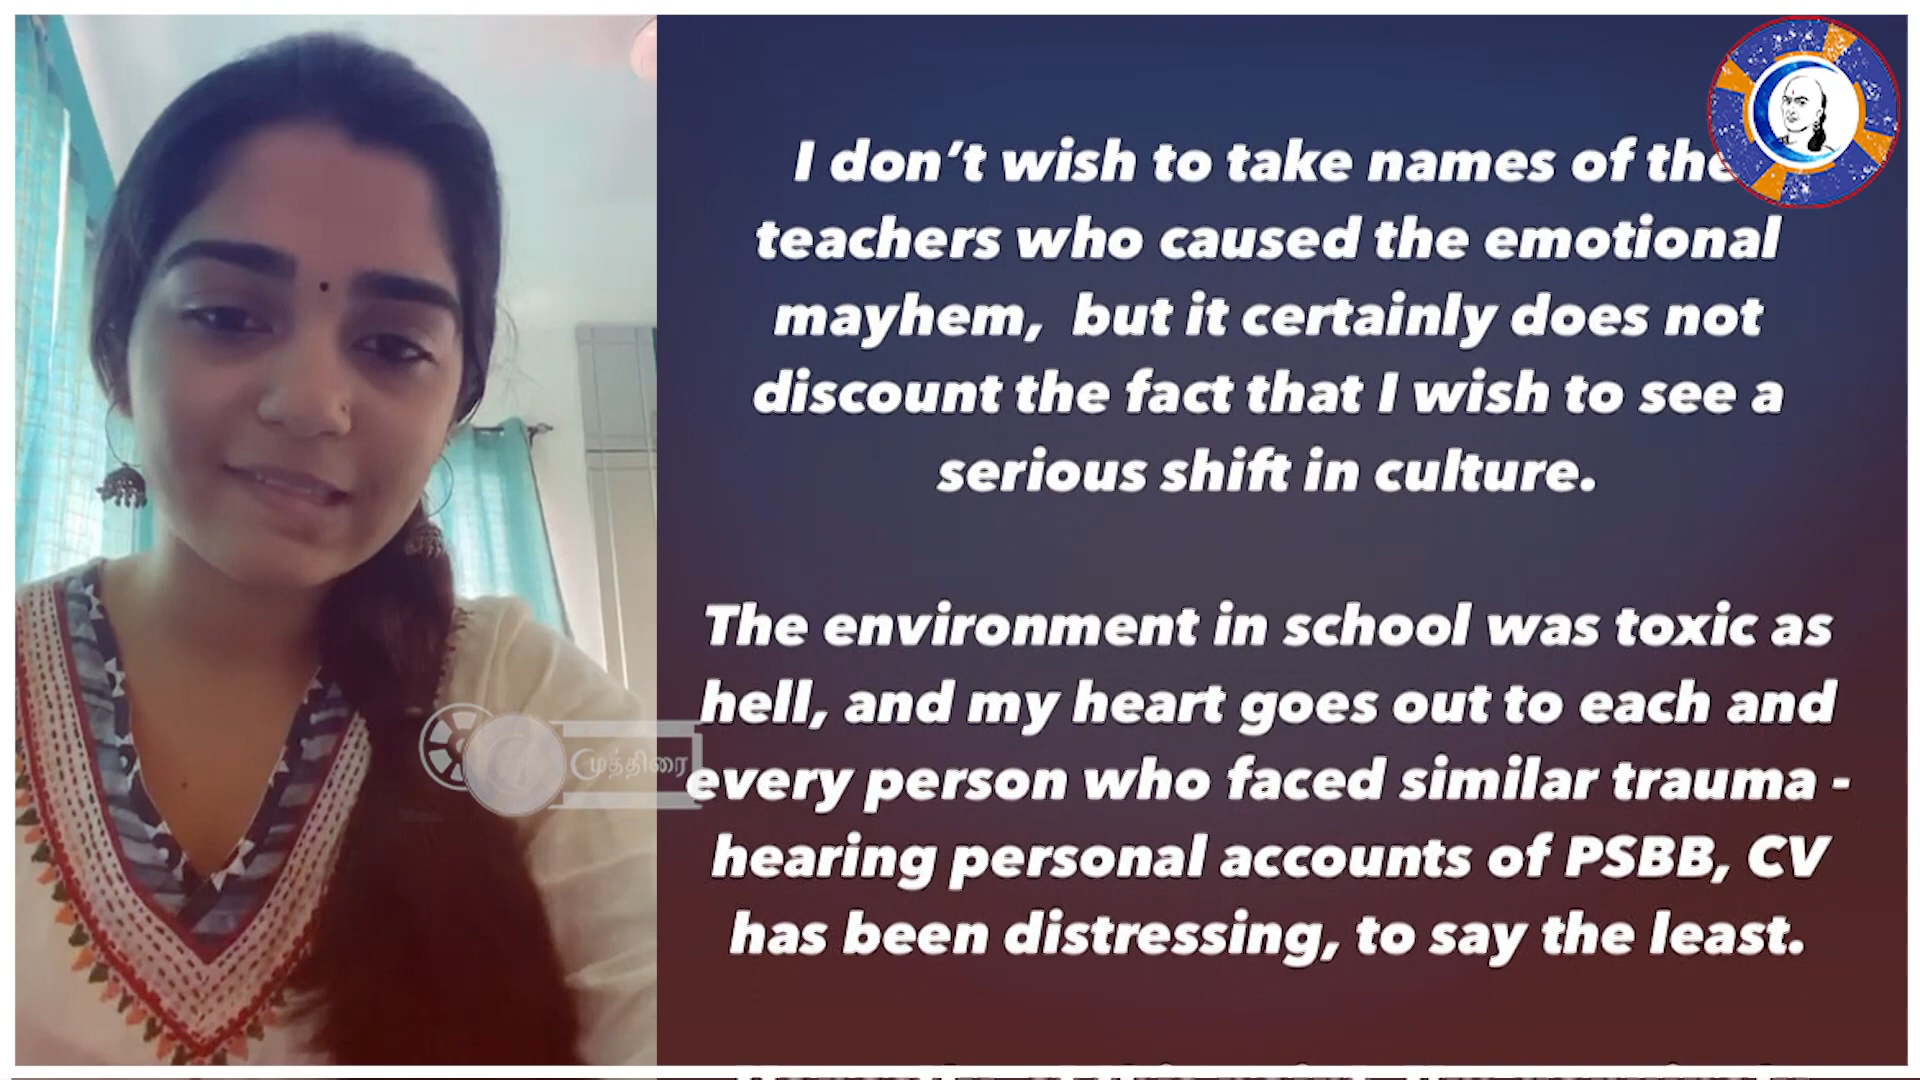 I don’t wish to take names of the
teachers who caused the emotional
mayhem,  but it certainly does not
discount the fact that I wish to see a
serious shift in culture.
The environment in school was toxic as
hell, and my heart goes out to each and
முத்திரை
every person who faced similar trauma -
hearing personal accounts of PSBB, CV
has been distressing, to say the least.